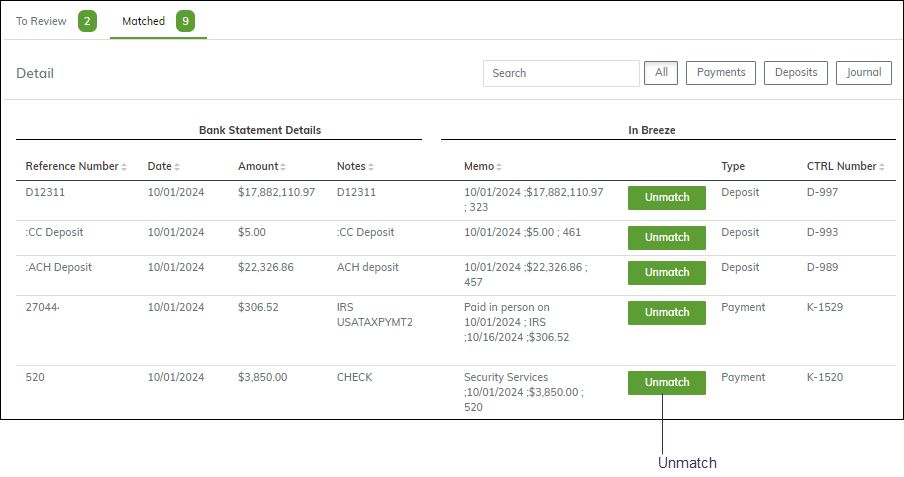 To Review 2 Matched 9
Detail Search All Payments Deposits Journal
Bank Statement Details In Breeze
Reference Number Date Amount Notes Memo Type CTRL Number
D12311 10/01/2024 $17,882,110.97 D12311 10/01/2024 ;$17,882,110.97 Unmatch Deposit D-997
; 323
:CC Deposit 10/01/2024 $5.00 :CC Deposit 10/01/2024 ;$5.00 ; 461 Unmatch Deposit D-993
:ACH Deposit 10/01/2024 $22,326.86 ACH deposit 10/01/2024 ;$22,326.86 ; Unmatch Deposit D-989
457
10/01/2024 $306.52 IRS Paid in person on Unmatch Payment K-1529
USATAXPYMT2 10/01/2024 ; IRS
;10/16/2024 ;$306.52
520 10/01/2024 $3,850.00 CHECK Security Services Unmatch Payment K-1520
;10/01/2024 ;$3,850.00 ;
520
Unmatch